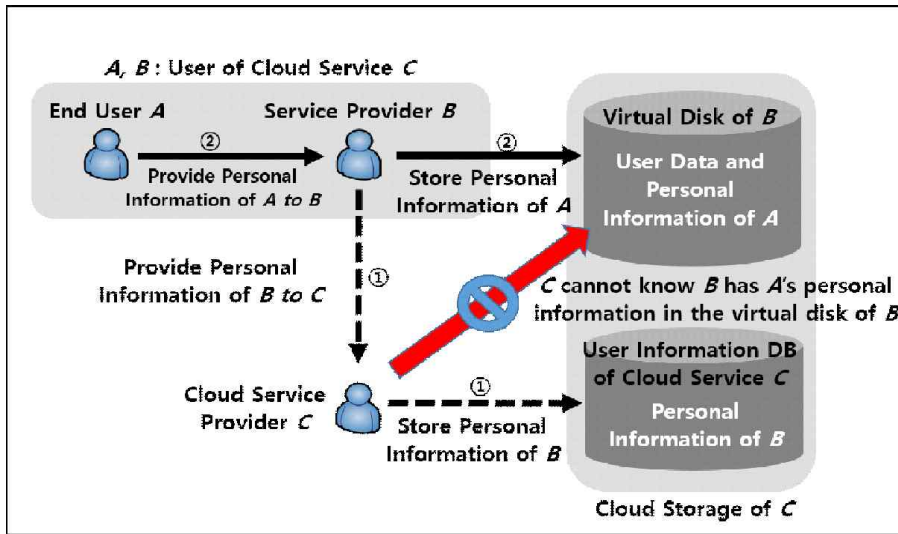 A, B : User of Cloud Service C
End User A
Service Provider B
②
Provide Personal
Information of A to B
②
Store Personal
Information of A
Virtual Disk of B
User Data and
Personal
Information of A
Provide Personal
Information of B to C
①
C cannot know B has A's personal
information in the virtual disk of B
Cloud Service
Provider C
①
Store Personal
Information of B
User Information DB
of Cloud Service C
Personal
Information of B
Cloud Storage of C